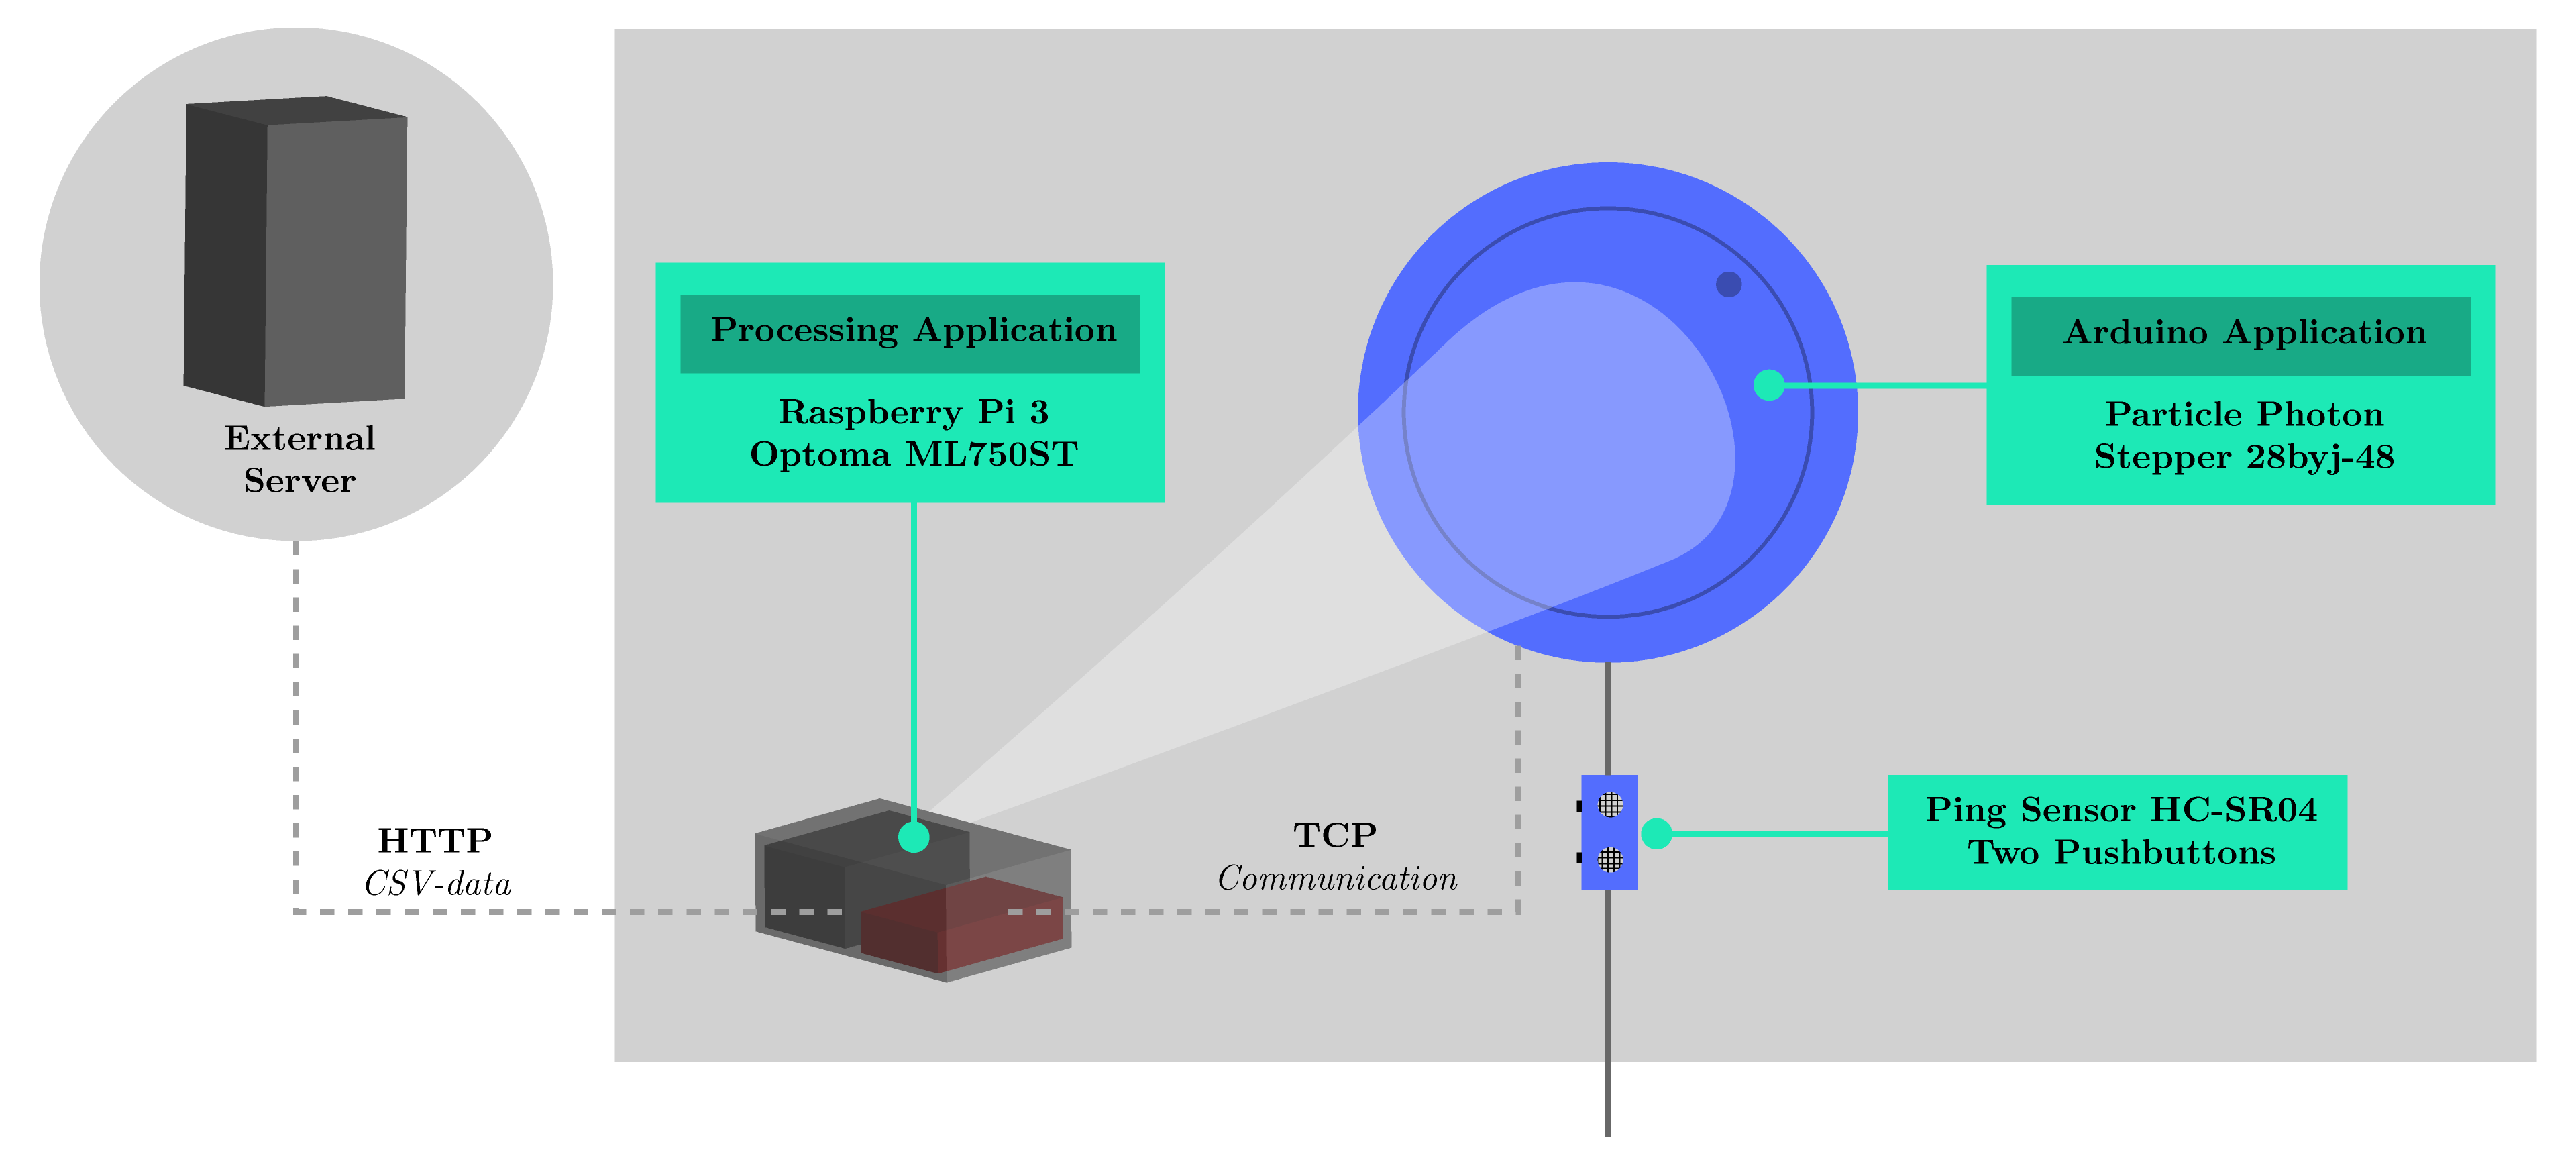 External
Server
Processing Application
Raspberry Pi 3
Optoma ML750ST
Arduino Application
Particle Photon
Stepper 28byj-48
HTTP
CSV-data
TCP
Communication
Ping Sensor HC-SR04
Two Pushbuttons